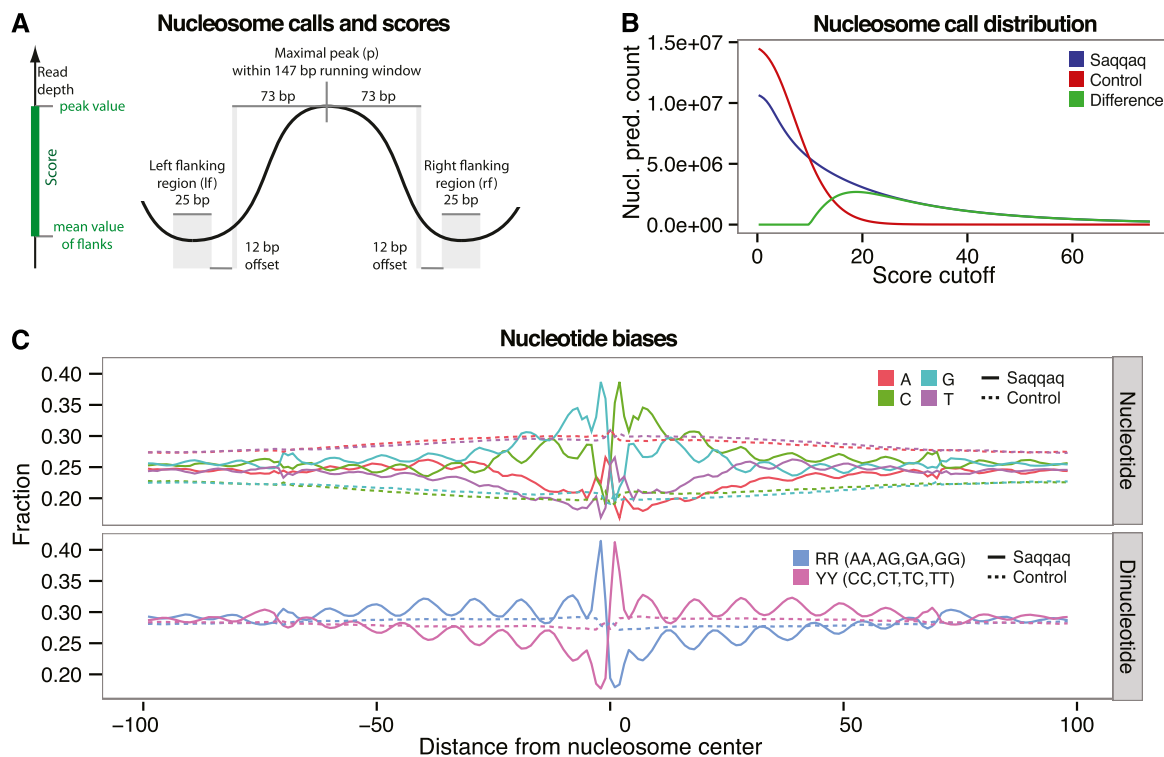 A
Nucleosome calls and scores
Read
depth
peak value
Score
mean value
of flanks
Maximal peak (p)
within 147 bp running window
73 bp
73 bp
Left flanking
region (lf)
25 bp
Right flanking
region (rf)
25 bp
12 bp
offset
12 bp
offset
B
Nucleosome call distribution
Nucl. pred. count
1.5e+07
1.0e+07
5.0e+06
0.0e+00
Saqqaq
Control
Difference
0
20
40
60
Score cutoff
C
Nucleotide biases
Fraction
0.40
0.35
0.30
0.25
0.20
A
G
Saqqaq
C
T
Control
Nucleotide
0.40
0.35
0.30
0.25
0.20
RR (AA,AG,GA,GG)
Saqqaq
YY (CC,CT,TC,TT)
Control
Dinucleotide
−100
−50
0
50
100
Distance from nucleosome center